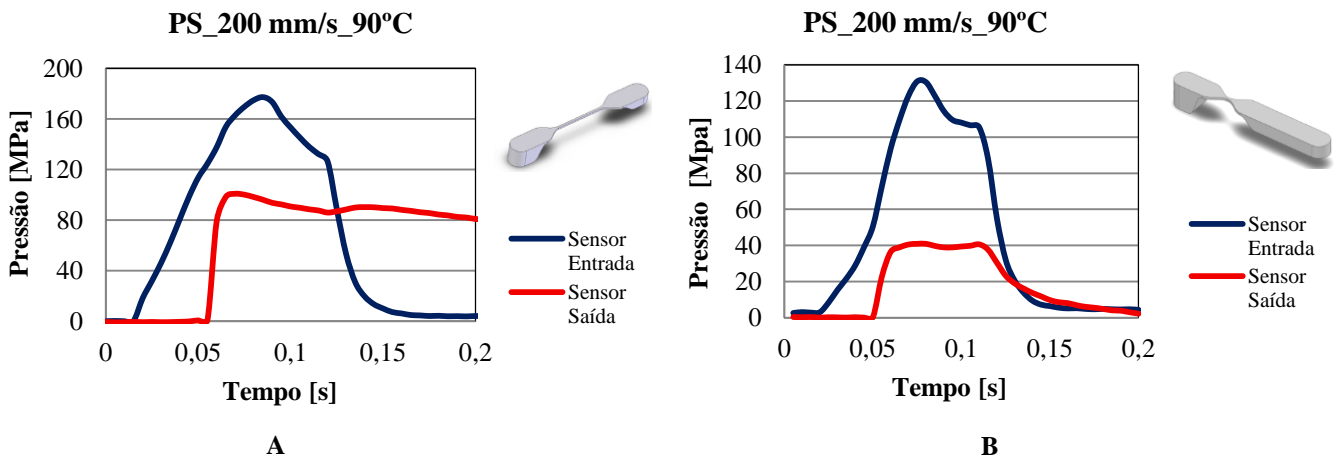 PS_200 mm/s_90ºC
Pressão [MPa]
200
160
120
80
40
0
0
0,05
0,1
0,15
0,2
Tempo [s]
Sensor
Entrada
Sensor
Saída
A
PS_200 mm/s_90ºC
Pressão [Mpa]
140
120
100
80
60
40
20
0
0
0,05
0,1
0,15
0,2
Tempo [s]
Sensor
Entrada
Sensor
Saída
B